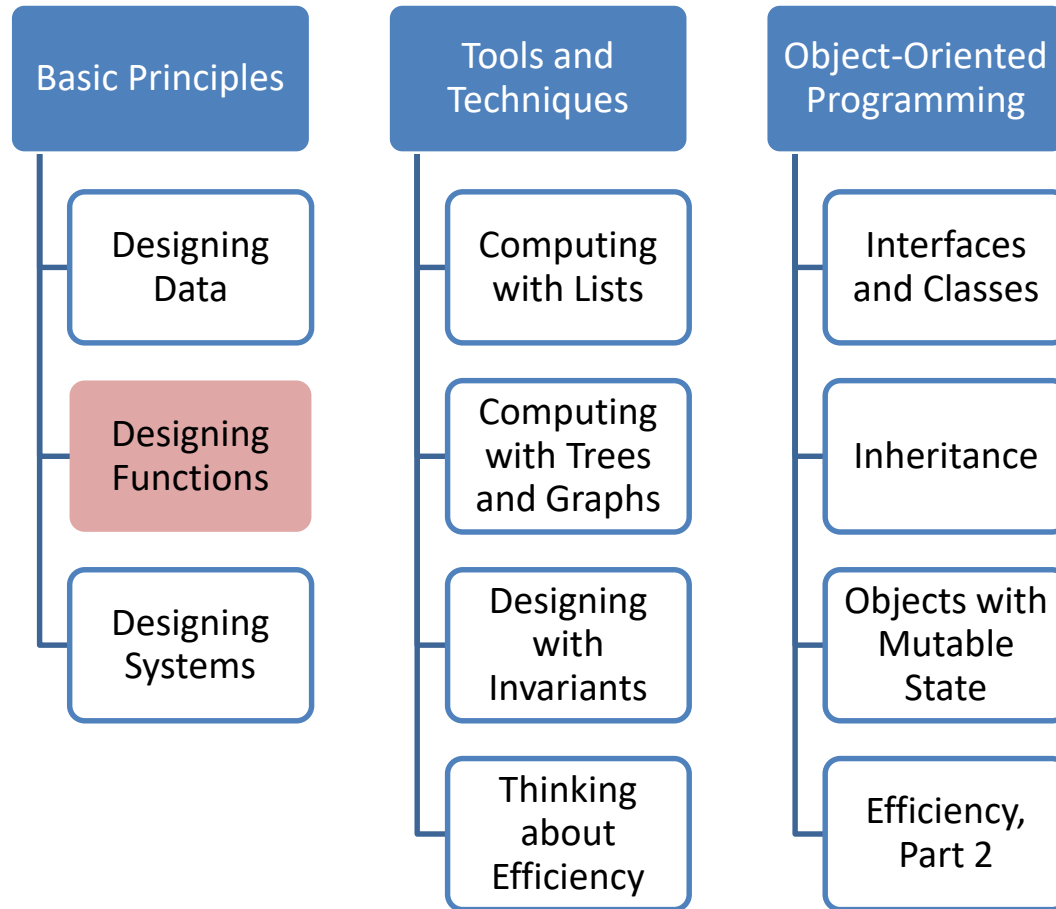 Basic Principles
Designing
Data
Designing
Functions
Designing
Systems
Tools and
Techniques
Computing
with Lists
Computing
with Trees
and Graphs
Designing
with
Invariants
Thinking
about
Efficiency
Object-Oriented
Programming
Interfaces
and Classes
Inheritance
Objects with
Mutable
State
Efficiency,
Part 2